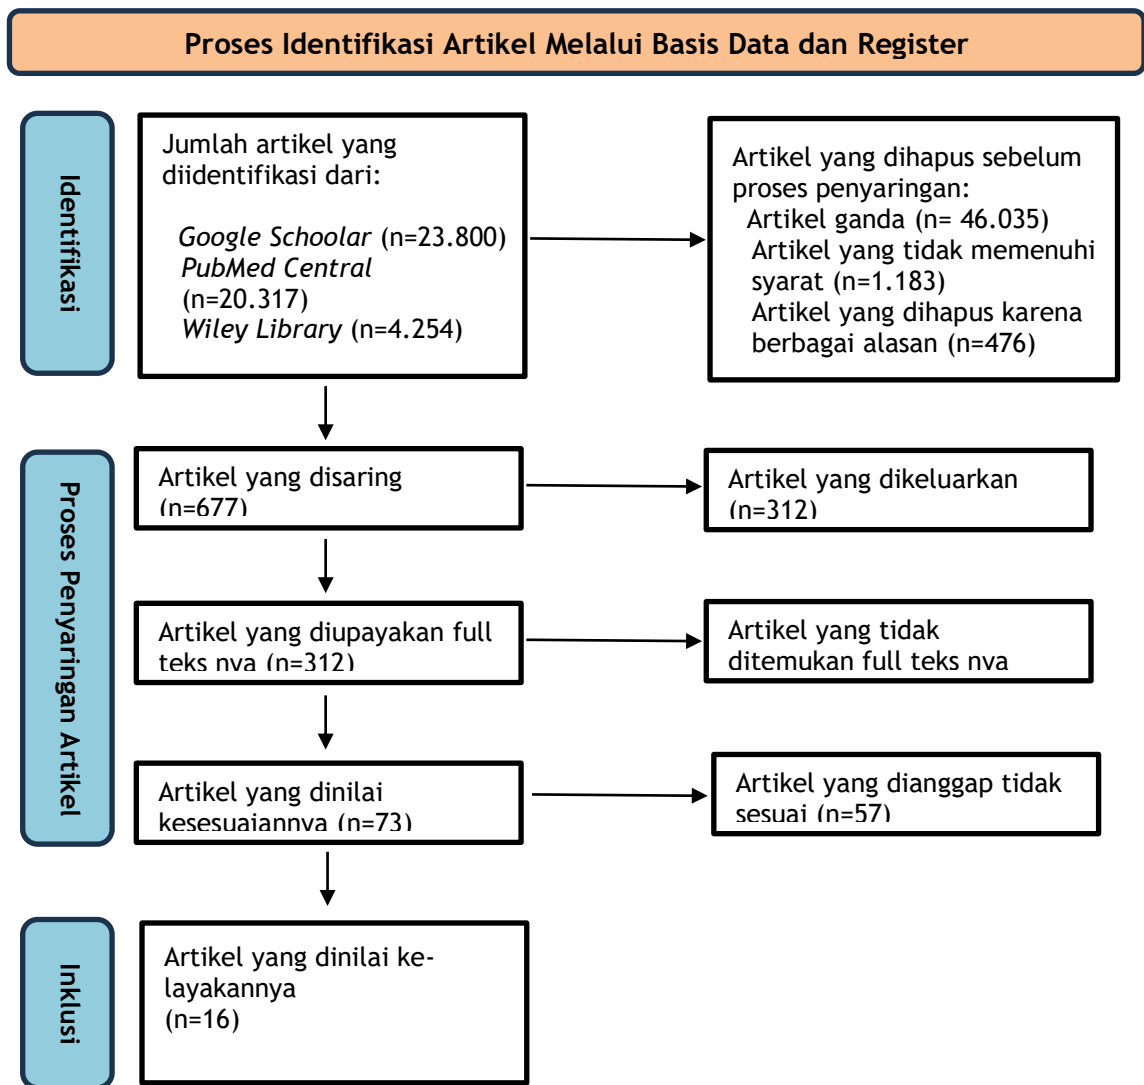 Proses Identifikasi Artikel Melalui Basis Data dan Register
Identifikasi
Jumlah artikel yang
diidentifikasi dari:
Google Schoolar (n=23.800)
PubMed Central
(n=20.317)
Wiley Library (n=4.254)
Artikel yang dihapus sebelum
proses penyaringan:
Artikel ganda (n= 46.035)
Artikel yang tidak memenuhi
syarat (n=1.183)
Artikel yang dihapus karena
berbagai alasan (n=476)
Proses Penyaringan Artikel
Artikel yang disaring
(n=677)
Artikel yang dikeluarkan
(n=312)
Artikel yang diupayakan full
teks nya (n=312)
Artikel yang tidak
ditemukan full teks nya
Artikel yang dinilai
kesesuaiannya (n=73)
Artikel yang dianggap tidak
sesuai (n=57)
Inklusi
Artikel yang dinilai ke-
layakannya
(n=16)